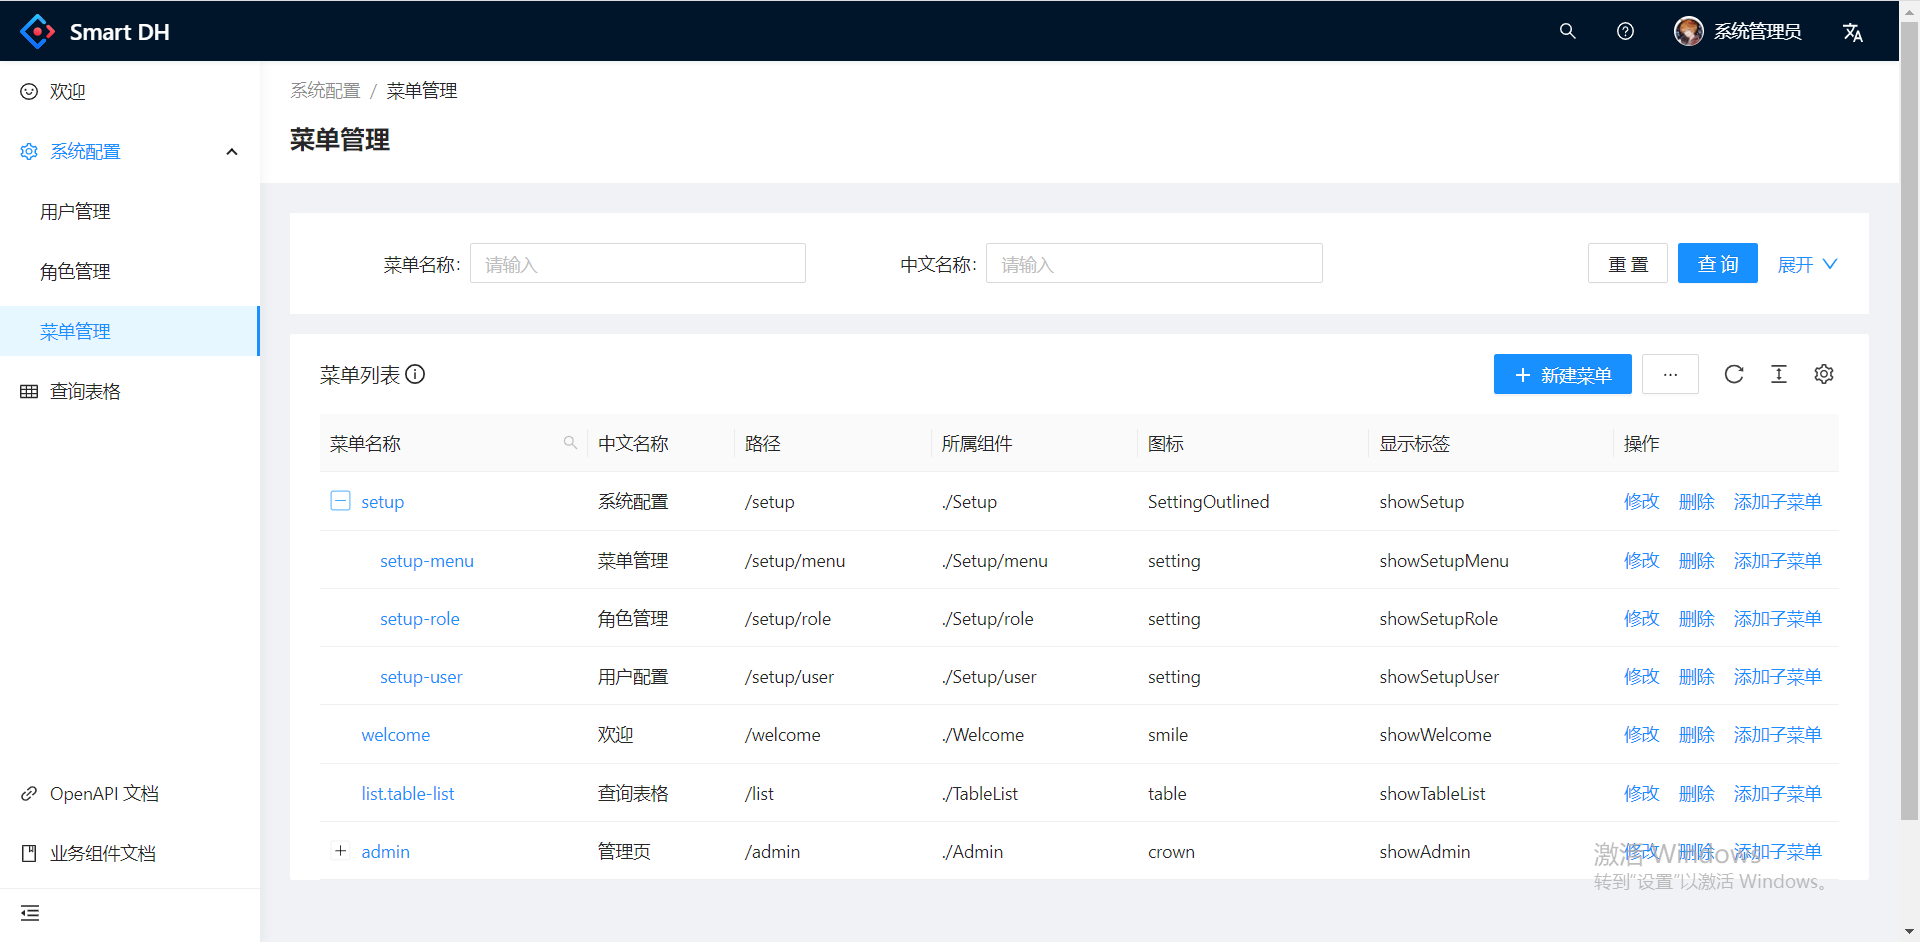 Smart DH
系统管理员
欢迎
系统配置
用户管理
角色管理
菜单管理
查询表格
OpenAPI 文档
业务组件文档
系统配置 / 菜单管理
菜单管理
菜单名称: 请输入 中文名称: 请输入 重 置 查 询 展开
菜单列表 + 新建菜单 ···
菜单名称 中文名称 路径 所属组件 图标 显示标签 操作
setup 系统配置 /setup ./Setup SettingOutlined showSetup 修改 删除 添加子菜单
setup-menu 菜单管理 /setup/menu ./Setup/menu setting showSetupMenu 修改 删除 添加子菜单
setup-role 角色管理 /setup/role ./Setup/role setting showSetupRole 修改 删除 添加子菜单
setup-user 用户配置 /setup/user ./Setup/user setting showSetupUser 修改 删除 添加子菜单
welcome 欢迎 /welcome ./Welcome smile showWelcome 修改 删除 添加子菜单
list.table-list 查询表格 /list ./TableList table showTableList 修改 删除 添加子菜单
admin 管理页 /admin ./Admin crown showAdmin 修改 删除 添加子菜单
激活 Windows
转到"设置"以激活 Windows。